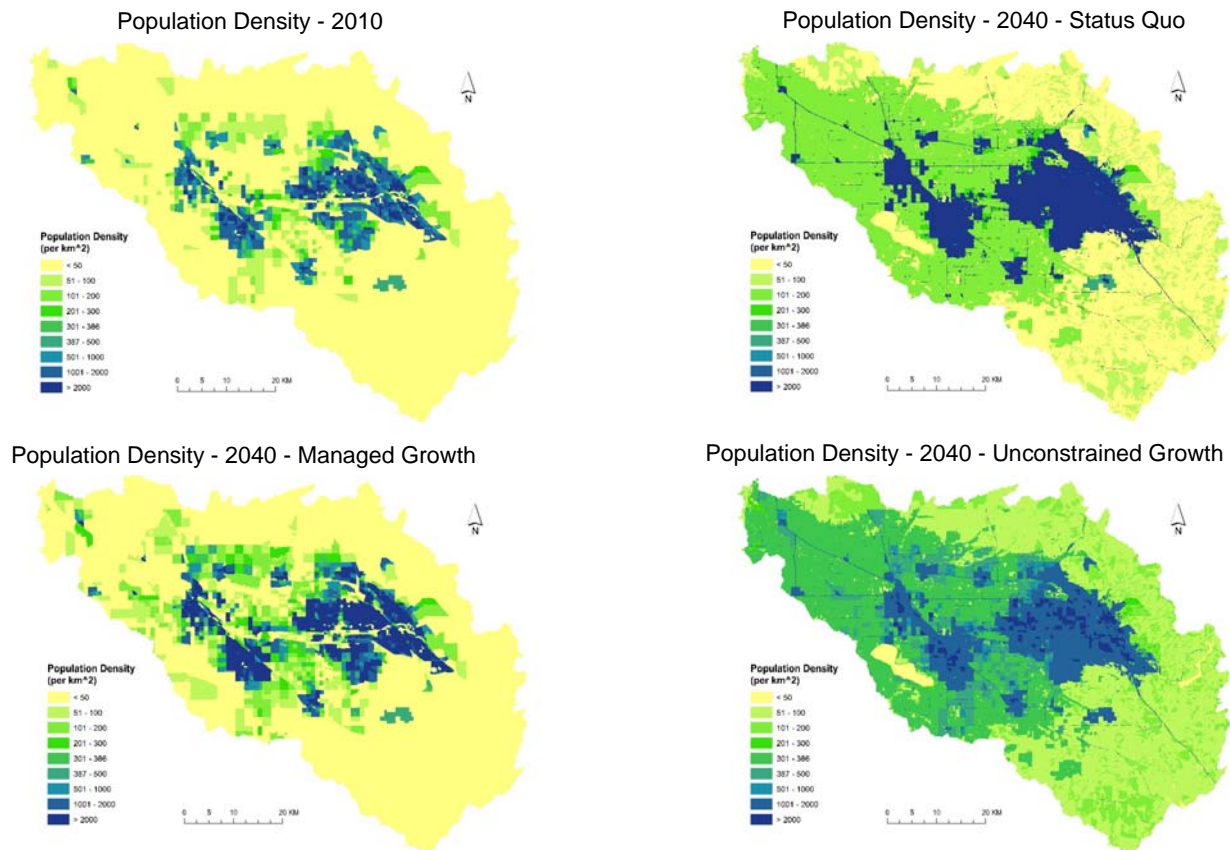 Population Density - 2010
N
Population Density
(per km^2)
< 50
51 - 100
101 - 200
201 - 300
301 - 386
387 - 500
501 - 1000
1001 - 2000
> 2000
0 5 10 20 KM
Population Density - 2040 - Status Quo
N
Population Density
(per km^2)
< 50
51 - 100
101 - 200
201 - 300
301 - 386
387 - 500
501 - 1000
1001 - 2000
> 2000
0 5 10 20 KM
Population Density - 2040 - Managed Growth
N
Population Density
(per km^2)
< 50
51 - 100
101 - 200
201 - 300
301 - 386
387 - 500
501 - 1000
1001 - 2000
> 2000
0 5 10 20 KM
Population Density - 2040 - Unconstrained Growth
N
Population Density
(per km^2)
< 50
51 - 100
101 - 200
201 - 300
301 - 386
387 - 500
501 - 1000
1001 - 2000
> 2000
0 5 10 20 KM